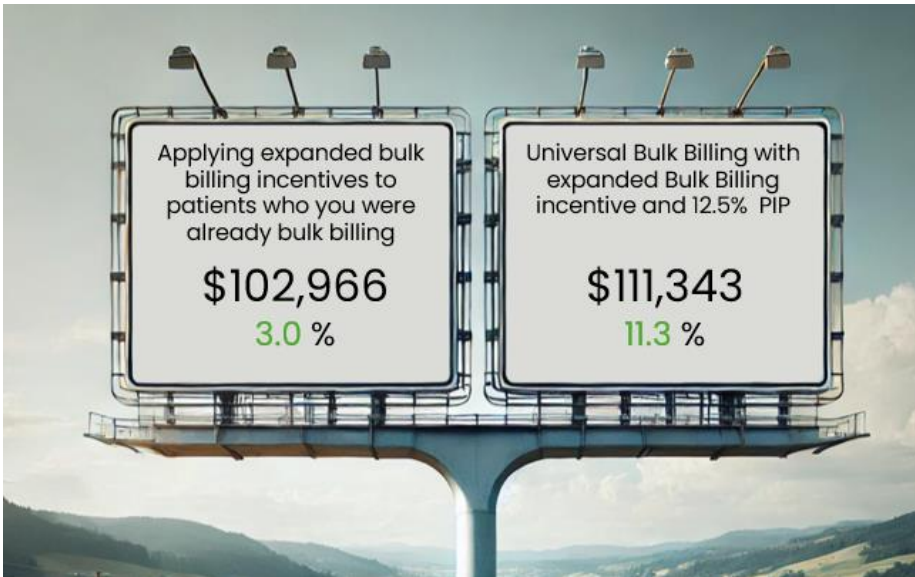 Applying expanded bulk
billing incentives to
patients who you were
already bulk billing
$102,966
3.0 %
Universal Bulk Billing with
expanded Bulk Billing
incentive and 12.5% PIP
$111,343
11.3 %